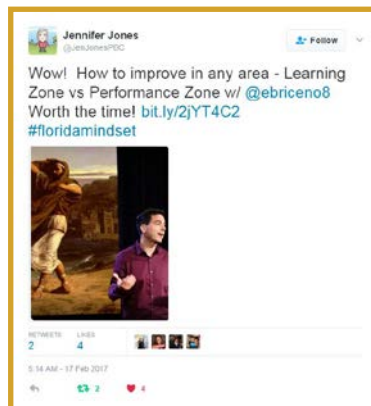 Jennifer Jones
@JenJonesPBC
Follow
Wow! How to improve in any area - Learning
Zone vs Performance Zone w/ @ebriceno8
Worth the time! bit.ly/2jYT4C2
#floridamindset
RETWEETS
2
LIKES
4
5:14 AM - 17 Feb 2017
2
4